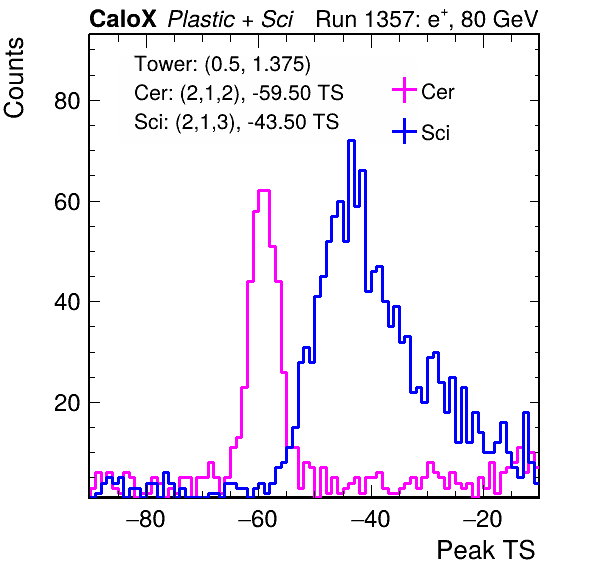 CaloX Plastic + Sci Run 1357: e+, 80 GeV
Counts
Tower: (0.5, 1.375)
Cer: (2,1,2), -59.50 TS
Sci: (2,1,3), -43.50 TS
Cer
Sci
80
60
40
20
−80 −60 −40 −20
Peak TS